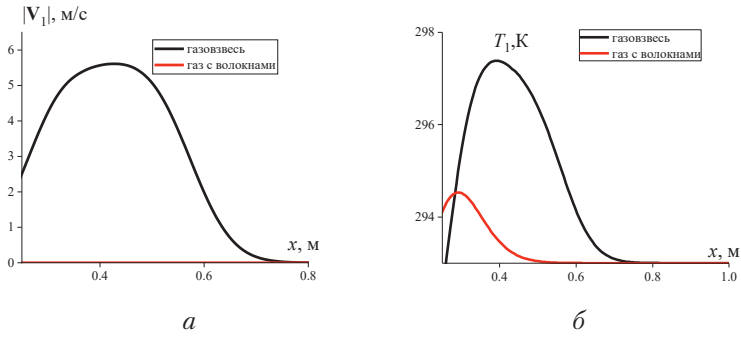 |V₁|, м/с
газовзвесь
газ с волокнами
6
5
4
3
2
1
0
0.4
0.6
0.8
x, м
а
T₁,К
газовзвесь
газ с волокнами
298
296
294
0.4
0.6
0.8
1.0
x, м
б